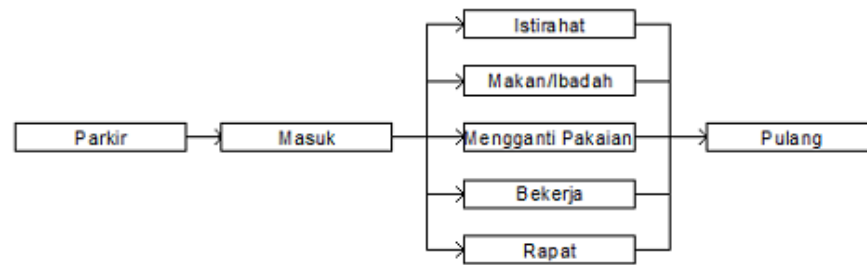 Parkir
Masuk
Istirahat
Makan/Ibadah
Mengganti Pakaian
Bekerja
Rapat
Pulang